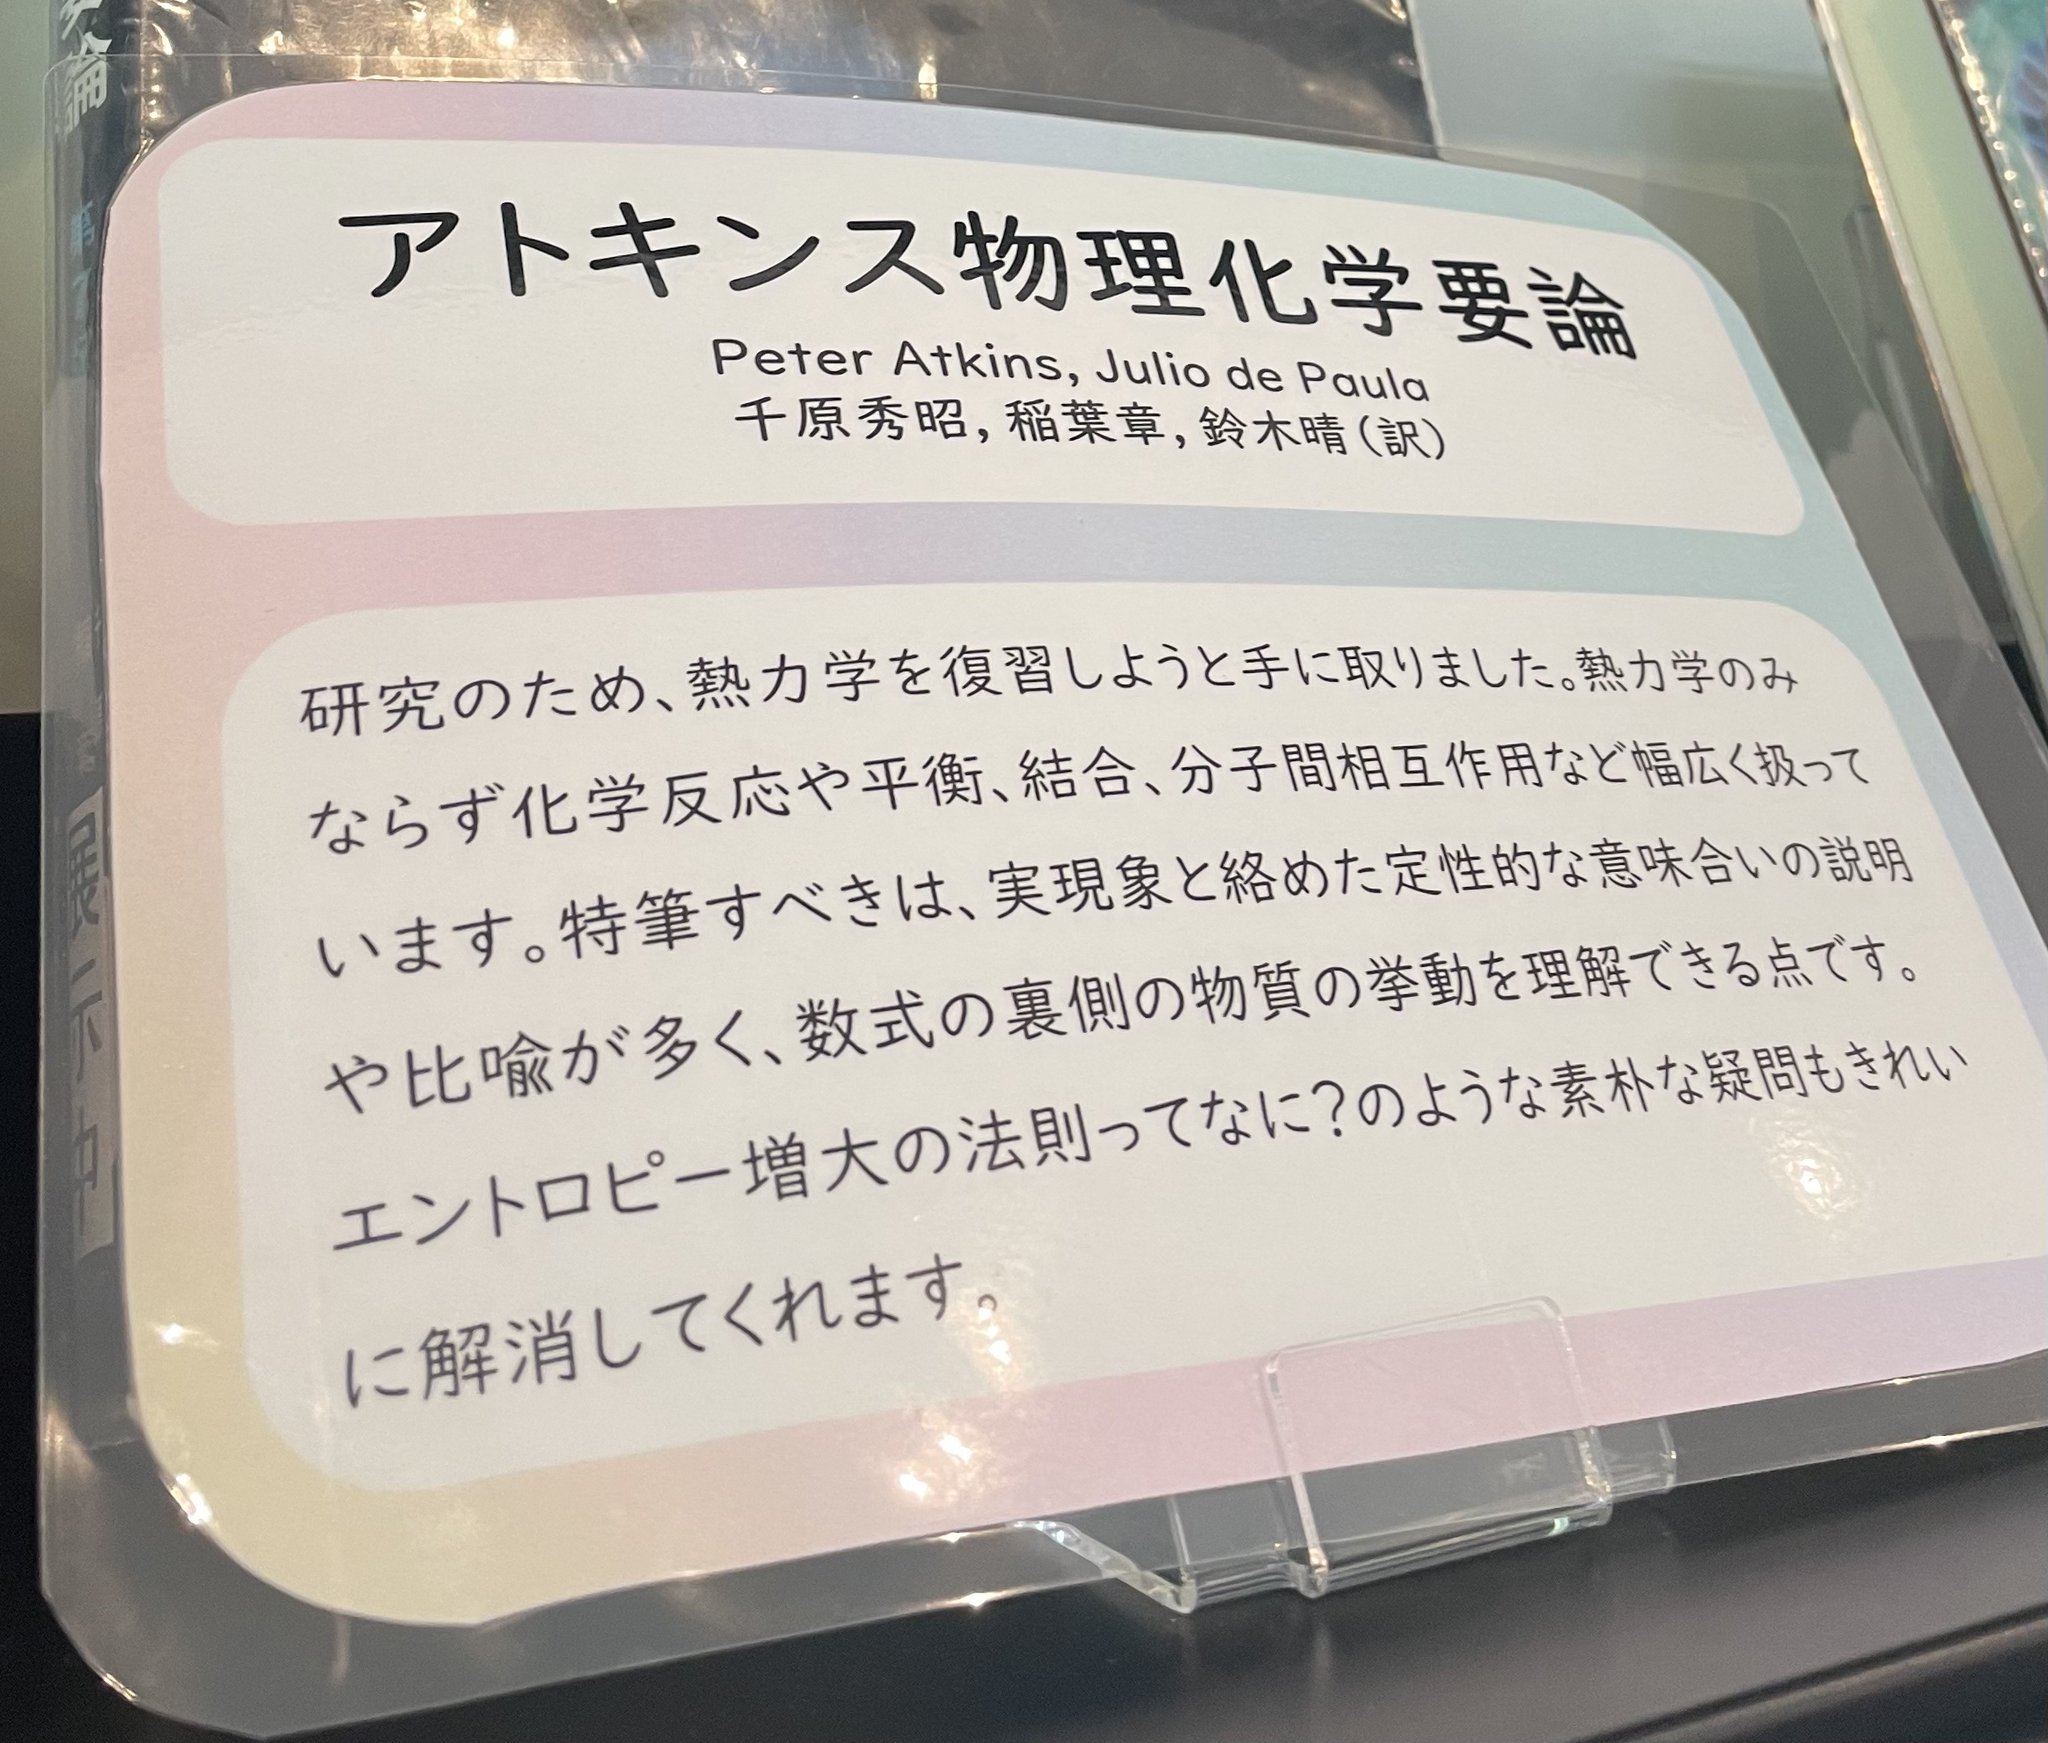 アトキンス物理化学要論
Peter Atkins, Julio de Paula
千原秀昭, 稲葉章, 鈴木晴(訳)
研究のため、熱力学を復習しようと手に取りました。熱力学のみ
ならず化学反応や平衡、結合、分子間相互作用など幅広く扱って
います。特筆すべきは、実現象と絡めた定性的な意味合いの説明
や比喩が多く、数式の裏側の物質の挙動を理解できる点です。
エントロピー増大の法則ってなに?のような素朴な疑問もきれい
に解消してくれます。
展示中